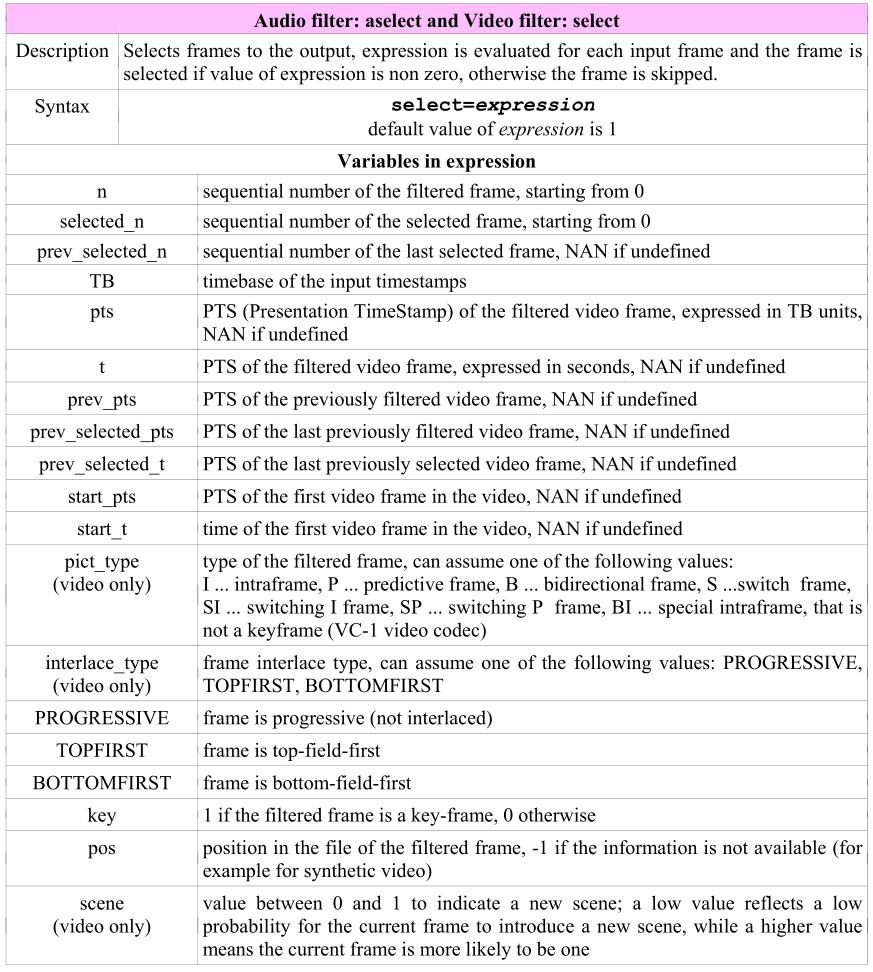 Audio filter: aselect and Video filter: select
Description Selects frames to the output, expression is evaluated for each input frame and the frame is
selected if value of expression is non zero, otherwise the frame is skipped.
Syntax select=expression
default value of expression is 1
Variables in expression
n sequential number of the filtered frame, starting from 0
selected_n sequential number of the selected frame, starting from 0
prev_selected_n sequential number of the last selected frame, NAN if undefined
TB timebase of the input timestamps
pts PTS (Presentation TimeStamp) of the filtered video frame, expressed in TB units,
NAN if undefined
t PTS of the filtered video frame, expressed in seconds, NAN if undefined
prev_pts PTS of the previously filtered video frame, NAN if undefined
prev_selected_pts PTS of the last previously filtered video frame, NAN if undefined
prev_selected_t PTS of the last previously selected video frame, NAN if undefined
start_pts PTS of the first video frame in the video, NAN if undefined
start_t time of the first video frame in the video, NAN if undefined
pict_type type of the filtered frame, can assume one of the following values:
(video only) I ... intraframe, P ... predictive frame, B ... bidirectional frame, S ...switch frame,
SI ... switching I frame, SP ... switching P frame, BI ... special intraframe, that is
not a keyframe (VC-1 video codec)
interlace_type frame interlace type, can assume one of the following values: PROGRESSIVE,
(video only) TOPFIRST, BOTTOMFIRST
PROGRESSIVE frame is progressive (not interlaced)
TOPFIRST frame is top-field-first
BOTTOMFIRST frame is bottom-field-first
key 1 if the filtered frame is a key-frame, 0 otherwise
pos position in the file of the filtered frame, -1 if the information is not available (for
example for synthetic video)
scene value between 0 and 1 to indicate a new scene; a low value reflects a low
(video only) probability for the current frame to introduce a new scene, while a higher value
means the current frame is more likely to be one